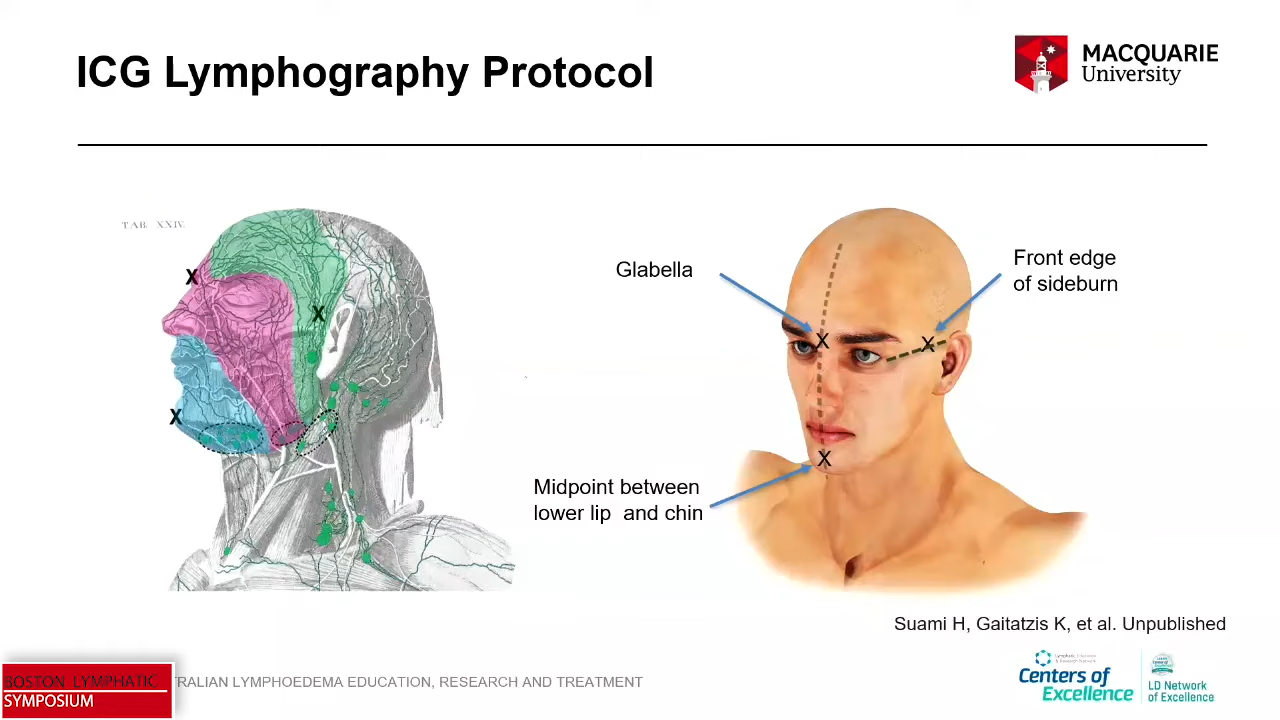 ICG Lymphography Protocol
MACQUARIE
University
TAB. XXIV.
X
X
X
Glabella
Front edge
of sideburn
X
X
X
Midpoint between
lower lip and chin
Suami H, Gaitatzis K, et al. Unpublished
BOSTON LYMPHATIC
SYMPOSIUM
TRALIAN LYMPHOEDEMA EDUCATION, RESEARCH AND TREATMENT
Centers of
Excellence
LD Network
of Excellence